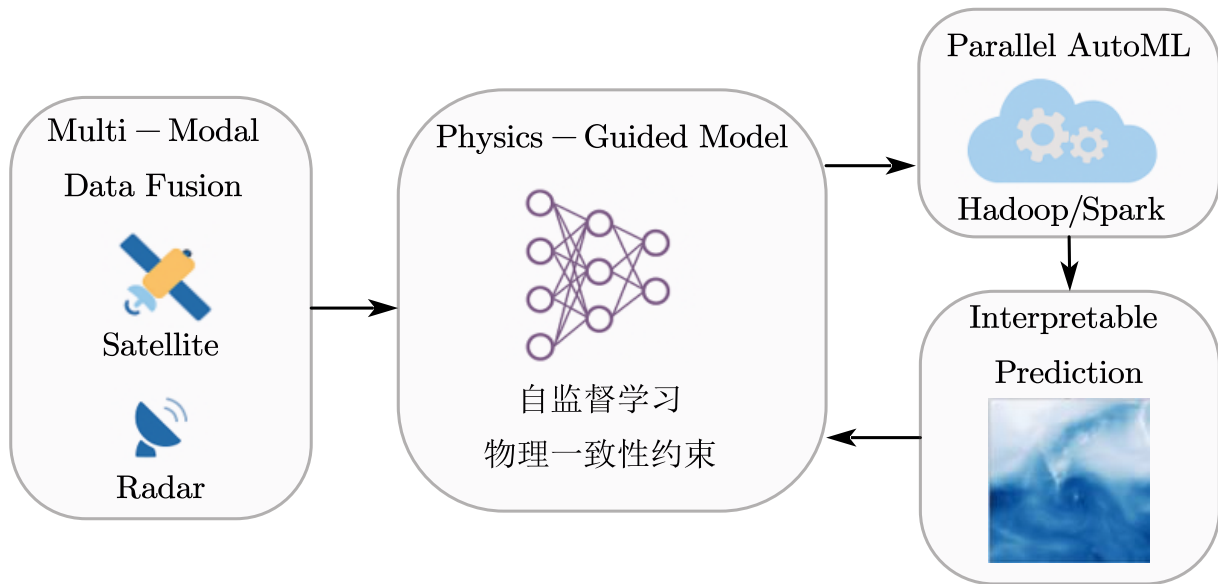 Multi – Modal
Data Fusion
Satellite
Radar
Physics – Guided Model
自监督学习
物理一致性约束
Parallel AutoML
Hadoop/Spark
Interpretable
Prediction